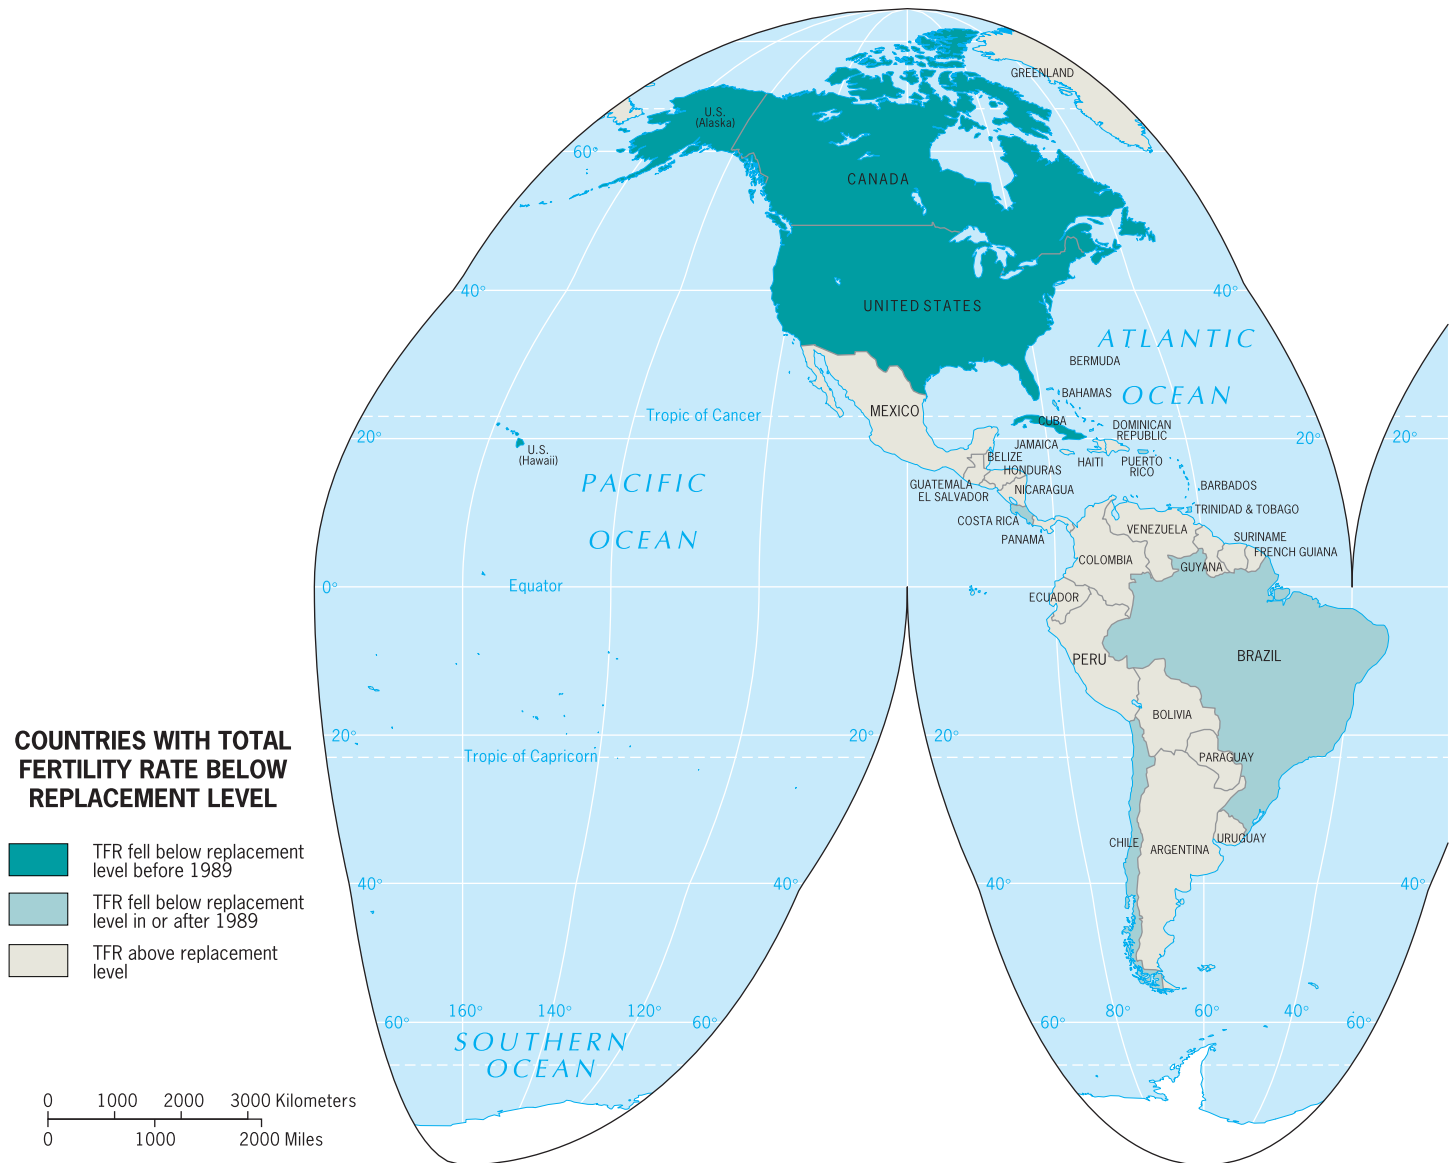 GREENLAND
U.S.
(Alaska)
60°
CANADA
40°
40°
UNITED STATES
ATLANTIC
OCEAN
BERMUDA
BAHAMAS
Tropic of Cancer
MEXICO
CUBA
DOMINICAN
REPUBLIC
20°
20°
20°
U.S.
(Hawaii)
JAMAICA
BELIZE
HAITI
PUERTO
RICO
HONDURAS
PACIFIC
OCEAN
GUATEMALA
EL SALVADOR
NICARAGUA
BARBADOS
TRINIDAD & TOBAGO
COSTA RICA
PANAMA
VENEZUELA
SURINAME
FRENCH GUIANA
COLOMBIA
GUYANA
0°
Equator
ECUADOR
PERU
BRAZIL
BOLIVIA
20°
20°
20°
Tropic of Capricorn
PARAGUAY
CHILE
URUGUAY
ARGENTINA
40°
40°
40°
40°
160°
140°
120°
60°
60°
80°
60°
40°
60°
60°
SOUTHERN
OCEAN
COUNTRIES WITH TOTAL
FERTILITY RATE BELOW
REPLACEMENT LEVEL
TFR fell below replacement
level before 1989
TFR fell below replacement
level in or after 1989
TFR above replacement
level
0 1000 2000 3000 Kilometers
0 1000 2000 Miles